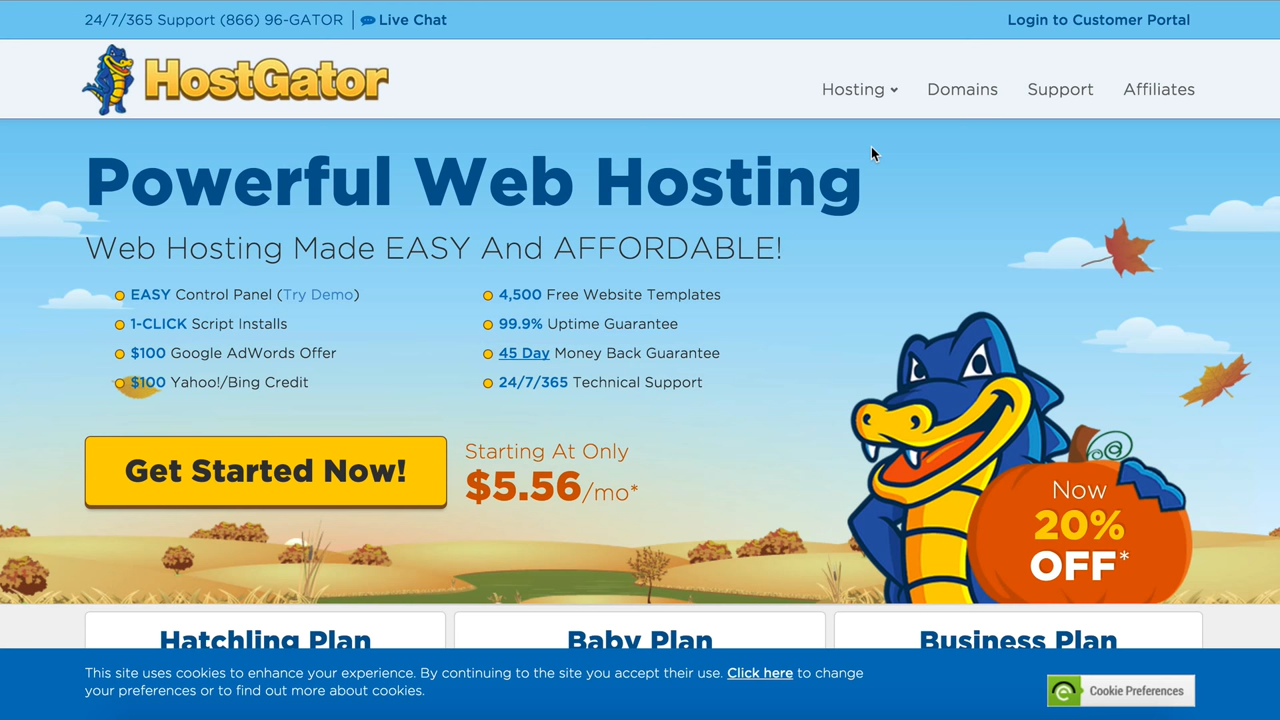 24/7/365 Support (866) 96-GATOR
Live Chat
Login to Customer Portal
HostGator
Hosting
Domains
Support
Affiliates
Powerful Web Hosting
Web Hosting Made EASY And AFFORDABLE!
EASY Control Panel (Try Demo)
1-CLICK Script Installs
$100 Google AdWords Offer
$100 Yahoo!/Bing Credit
4,500 Free Website Templates
99.9% Uptime Guarantee
45 Day Money Back Guarantee
24/7/365 Technical Support
Get Started Now!
Starting At Only
$5.56/mo*
Now
20%
OFF*
Hatchling Plan
Baby Plan
Business Plan
This site uses cookies to enhance your experience. By continuing to the site you accept their use. Click here to change
your preferences or to find out more about cookies.
Cookie Preferences